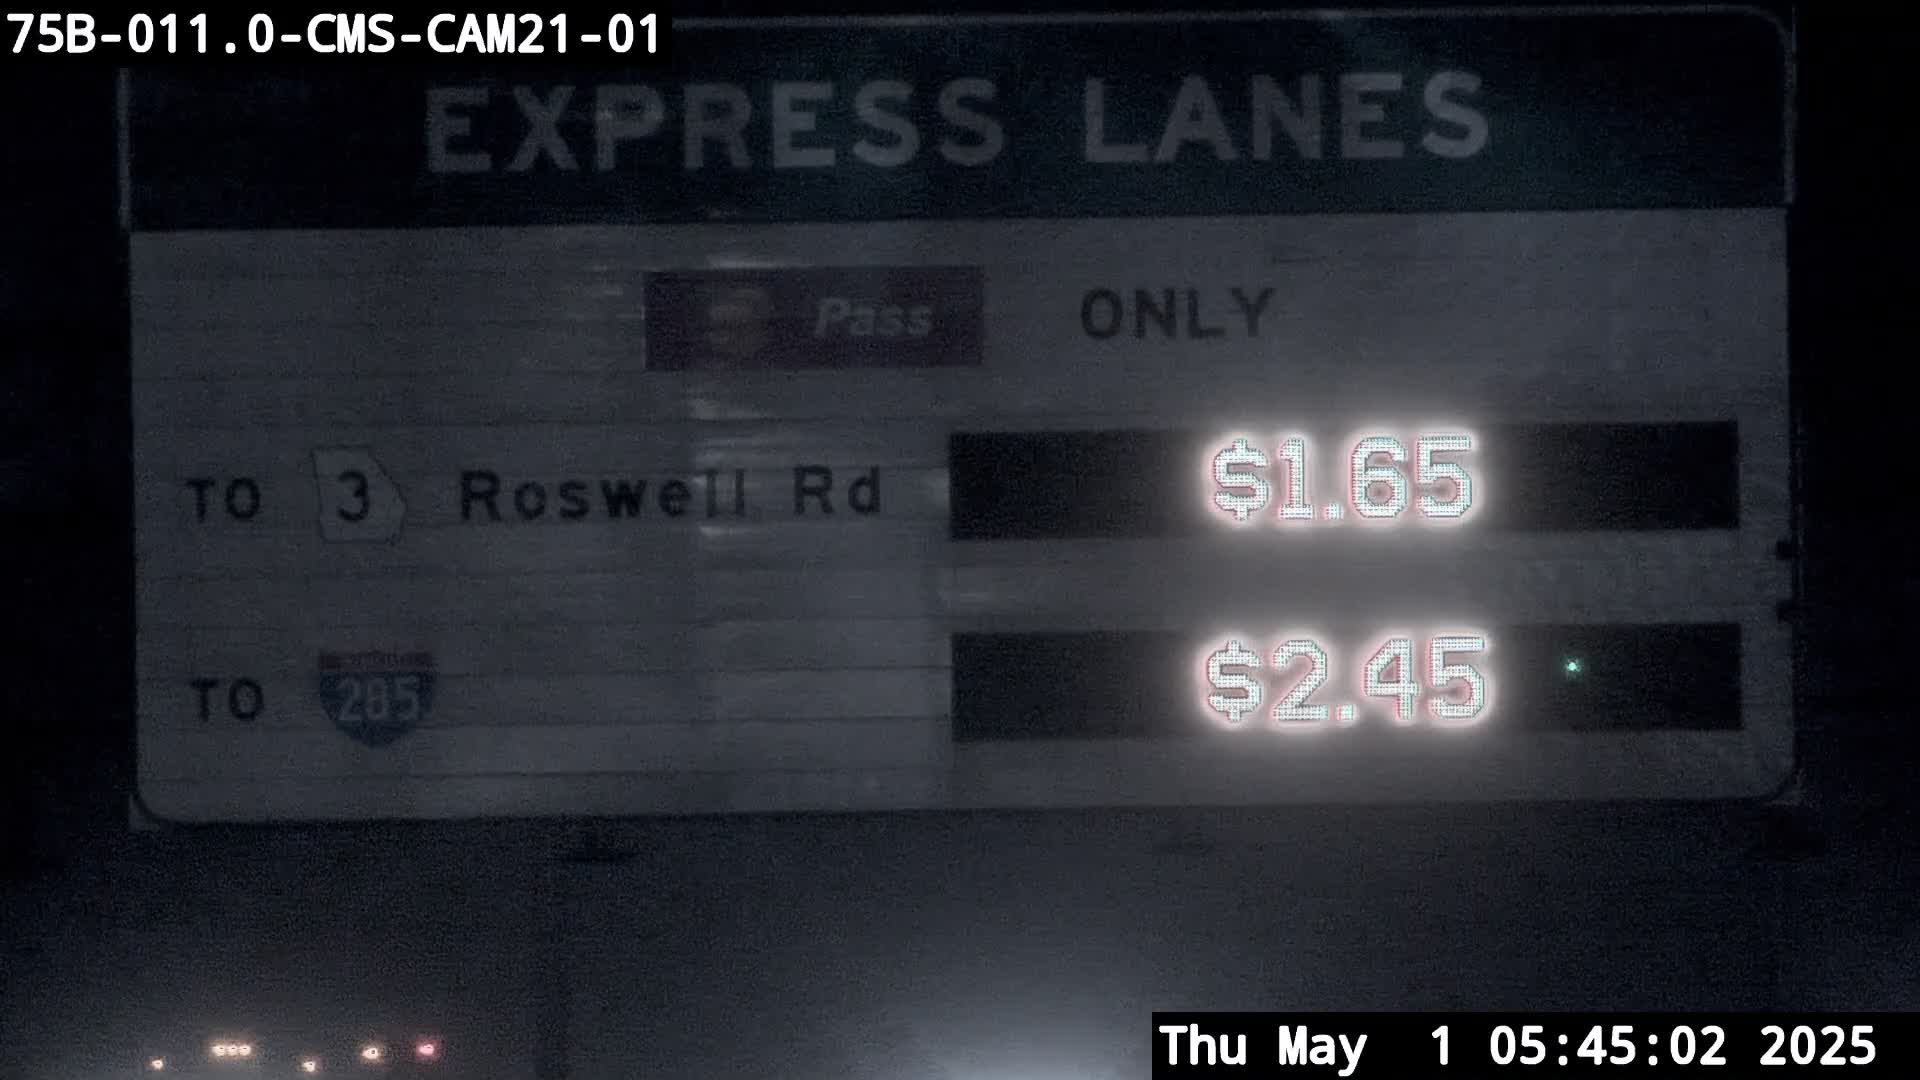 75B-011.0-CMS-CAM21-01
EXPRESS LANES
Pass ONLY
TO 3 Roswell Rd $1.65
TO 285 $2.45
Thu May 1 05:45:02 2025